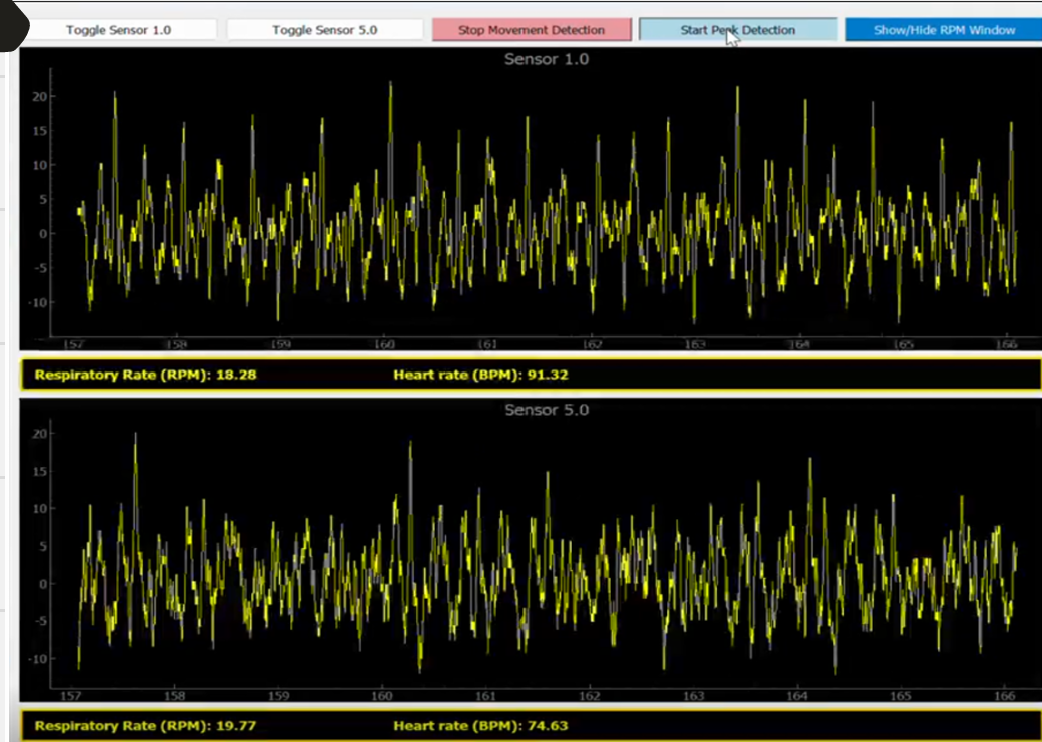 Toggle Sensor 1.0 Toggle Sensor 5.0 Stop Movement Detection Start Peak Detection Show/Hide RPM Window
Sensor 1.0
20
15
10
5
0
-5
-10
157 158 159 160 161 162 163 164 165 166
Respiratory Rate (RPM): 18.28 Heart rate (BPM): 91.32
Sensor 5.0
20
15
10
5
0
-5
-10
157 158 159 160 161 162 163 164 165 166
Respiratory Rate (RPM): 19.77 Heart rate (BPM): 74.63